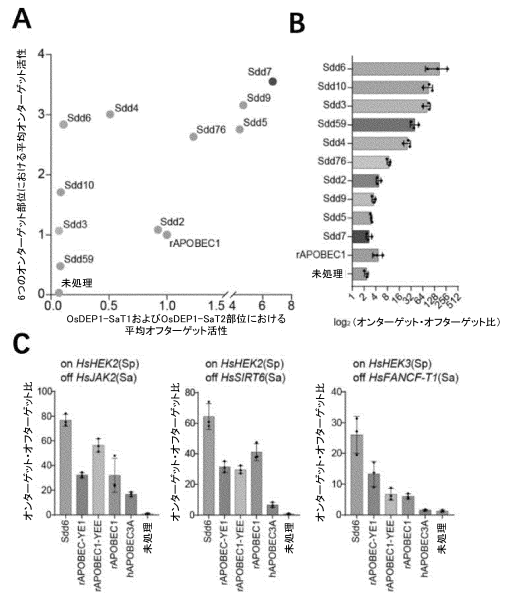 A
6つのオンターゲット部位における平均オンターゲット活性
4
3
2
1
0
Sdd7
Sdd9
Sdd4
Sdd6
Sdd5
Sdd76
Sdd10
Sdd3
Sdd2
rAPOBEC1
Sdd59
未処理
0.0 0.5 1.0 1.5 4 6 8
OsDEP1-SaT1およびOsDEP1-SaT2部位における
平均オフターゲット活性
B
Sdd6
Sdd10
Sdd3
Sdd59
Sdd4
Sdd76
Sdd2
Sdd9
Sdd5
Sdd7
rAPOBEC1
未処理
1 2 4 8 16 32 64 128 256 512
log₂(オンターゲット・オフターゲット比)
C
on HsHEK2(Sp)
off HsJAK2(Sa)
オンターゲット・オフターゲット比
100
80
60
40
20
0
Sdd6
rAPOBEC-YE1
rAPOBEC1-YEE
rAPOBEC1
hAPOBEC3A
未処理
on HsHEK2(Sp)
off HsSIRT6(Sa)
オンターゲット・オフターゲット比
80
60
40
20
0
Sdd6
rAPOBEC-YE1
rAPOBEC1-YEE
rAPOBEC1
hAPOBEC3A
未処理
on HsHEK3(Sp)
off HsFANCF-T1(Sa)
オンターゲット・オフターゲット比
40
30
20
10
0
Sdd6
rAPOBEC-YE1
rAPOBEC1-YEE
rAPOBEC1
hAPOBEC3A
未処理